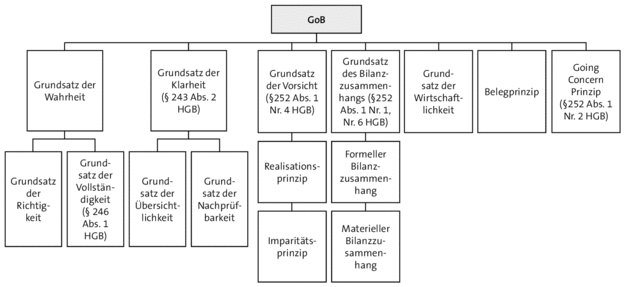 GoB
Grundsatz der
Wahrheit
Grundsatz der
Klarheit
(§ 243 Abs. 2
HGB)
Grundsatz
der Vorsicht
(§252 Abs. 1
Nr. 4 HGB)
Grundsatz
des Bilanz-
zusammen-
hangs (§252
Abs. 1 Nr. 1,
Nr. 6 HGB)
Grund-
satz der
Wirtschaft-
lichkeit
Belegprinzip
Going
Concern
Prinzip
(§252 Abs. 1
Nr. 2 HGB)
Grundsatz
der
Richtig-
keit
Grund-
satz der
Vollstän-
digkeit
(§ 246
Abs. 1
HGB)
Grund-
satz der
Übersicht-
lichkeit
Grund-
satz der
Nachprüf-
barkeit
Realisations-
prinzip
Formeller
Bilanz-
zusammen-
hang
Imparitäts-
prinzip
Materieller
Bilanzzu-
sammen-
hang